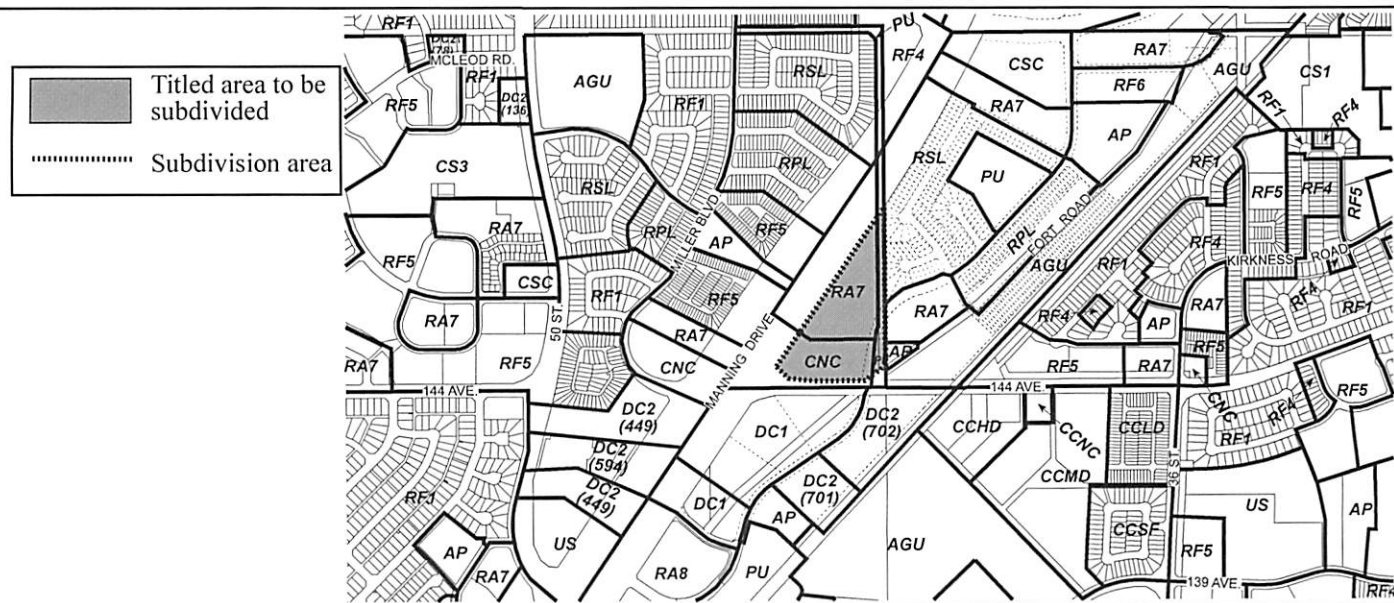 Titled area to be
subdivided
Subdivision area
RF1
DC2
(78)
MCLEOD RD.
RF1
DC2
(136)
RF5
CS3
AGU
RF1
RSL
RSL
RPL
RPL
MILLER BLVD
AP
RF5
RF5
RA7
RF5
CSC
RA7
RF5
RA7
50 ST.
RF1
RA7
CNC
MANNING DRIVE
PU
RF4
CSC
RA7
RA7
RF6
AP
AGU
CS1
RF1
RF4
RSL
PU
RPL
FORT ROAD
AGU
RF1
RF5
RF4
RF5
RF4
RF1
KIRKNESS
ROAD
RF4
RF1
RA7
RA7
CNC
RF4
AP
RA7
RF5
RF5
RA7
CNC
RF4
RF5
RF1
144 AVE.
144 AVE.
DC2
(449)
DC2
(594)
DC2
(449)
US
DC1
DC1
DC2
(702)
DC2
(701)
AP
PU
RA8
AGU
CCHD
CCNC
CCMD
CCLD
36 ST.
CCSF
US
RF5
AP
139 AVE.
RF1
AP
RA7